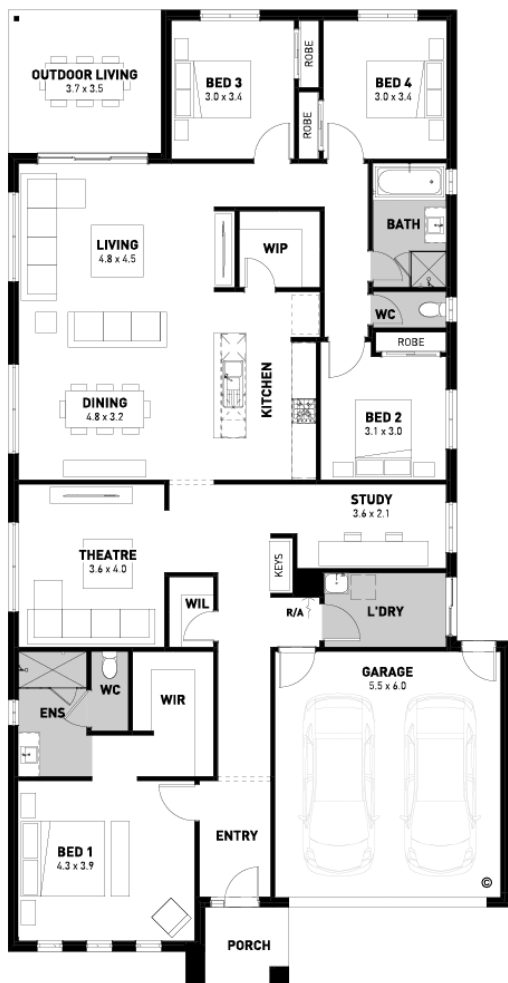 OUTDOOR LIVING
3.7 x 3.5
BED 3
3.0 x 3.4
ROBE
ROBE
BED 4
3.0 x 3.4
LIVING
4.8 x 4.5
WIP
BATH
WC
ROBE
DINING
4.8 x 3.2
KITCHEN
BED 2
3.1 x 3.0
STUDY
3.6 x 2.1
THEATRE
3.6 x 4.0
KEYS
WIL
R/A
L'DRY
ENS
WC
WIR
GARAGE
5.5 x 6.0
BED 1
4.3 x 3.9
ENTRY
©
PORCH